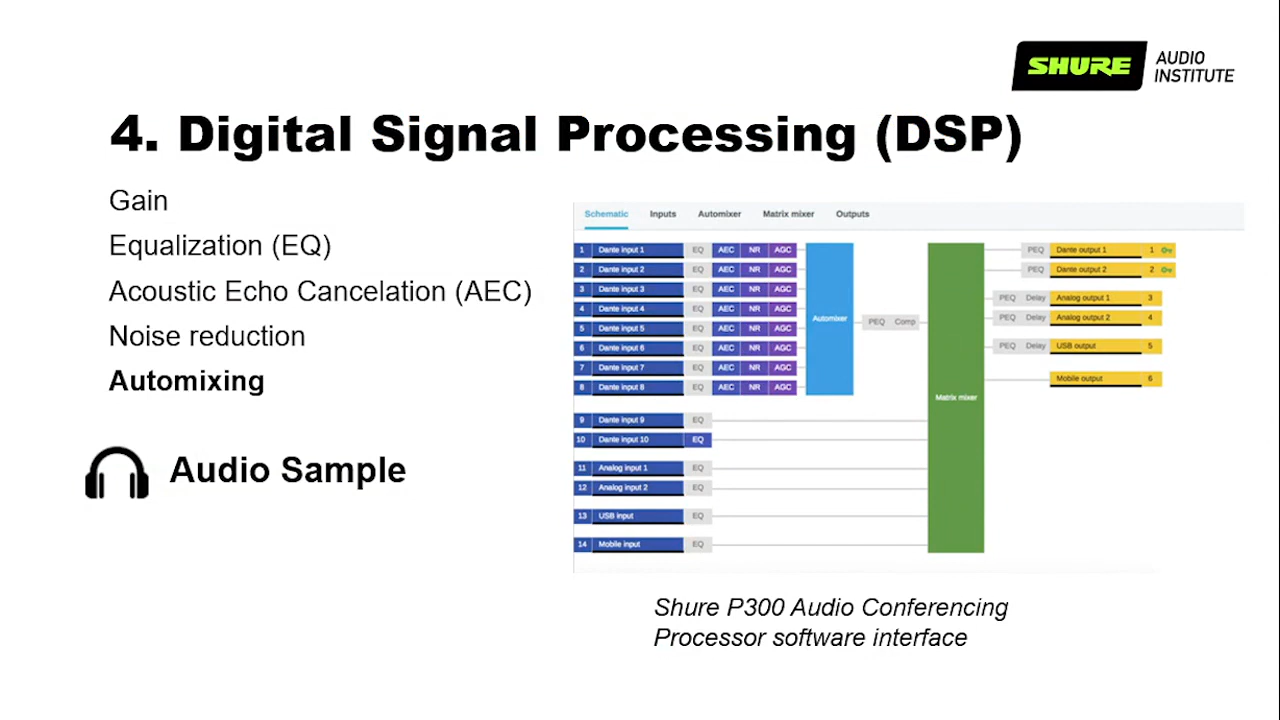 SHURE AUDIO
INSTITUTE
4. Digital Signal Processing (DSP)
Gain
Equalization (EQ)
Acoustic Echo Cancelation (AEC)
Noise reduction
Automixing
Audio Sample
Schematic Inputs Automixer Matrix mixer Outputs
1 Dante input 1 EQ AEC NR AGC
2 Dante input 2 EQ AEC NR AGC
3 Dante input 3 EQ AEC NR AGC
4 Dante input 4 EQ AEC NR AGC
5 Dante input 5 EQ AEC NR AGC
6 Dante input 6 EQ AEC NR AGC
7 Dante input 7 EQ AEC NR AGC
8 Dante input 8 EQ AEC NR AGC
Automixer
PEQ Comp
9 Dante input 9 EQ
10 Dante input 10 EQ
11 Analog input 1 EQ
12 Analog input 2 EQ
13 USB input EQ
14 Mobile input EQ
Matrix mixer
PEQ Dante output 1 1
PEQ Dante output 2 2
PEQ Delay Analog output 1 3
PEQ Delay Analog output 2 4
PEQ Delay USB output 5
Mobile output 6
Shure P300 Audio Conferencing
Processor software interface